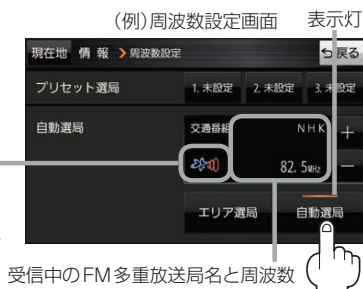 (例)周波数設定画面 表示灯
現在地 情報 周波数設定 戻る
プリセット選局 1. 未設定 2. 未設定 3. 未設定
自動選局 交通番組 NHK +
82.5MHz −
エリア選局 自動選局
受信中のFM多重放送局名と周波数